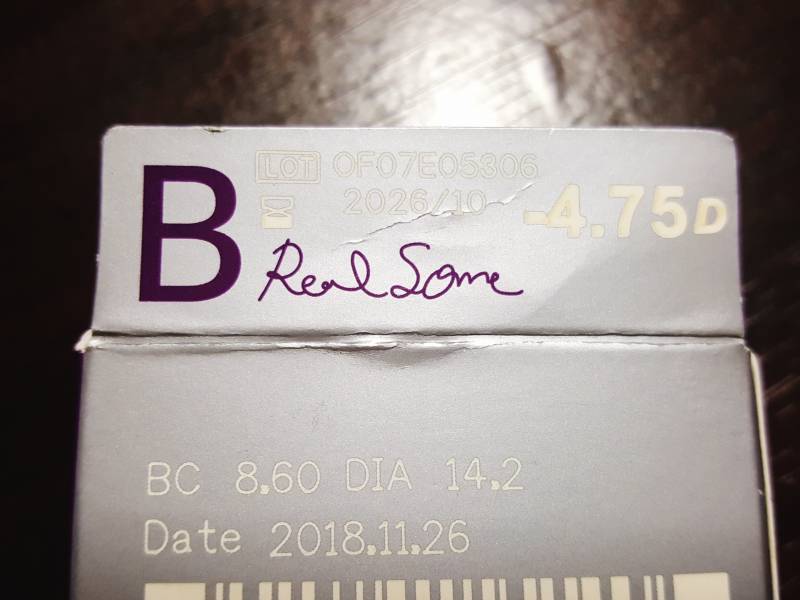 B
LOT 0F07E05306
2026/10
-4.75D
Real Some
BC 8.60 DIA 14.2
Date 2018.11.26